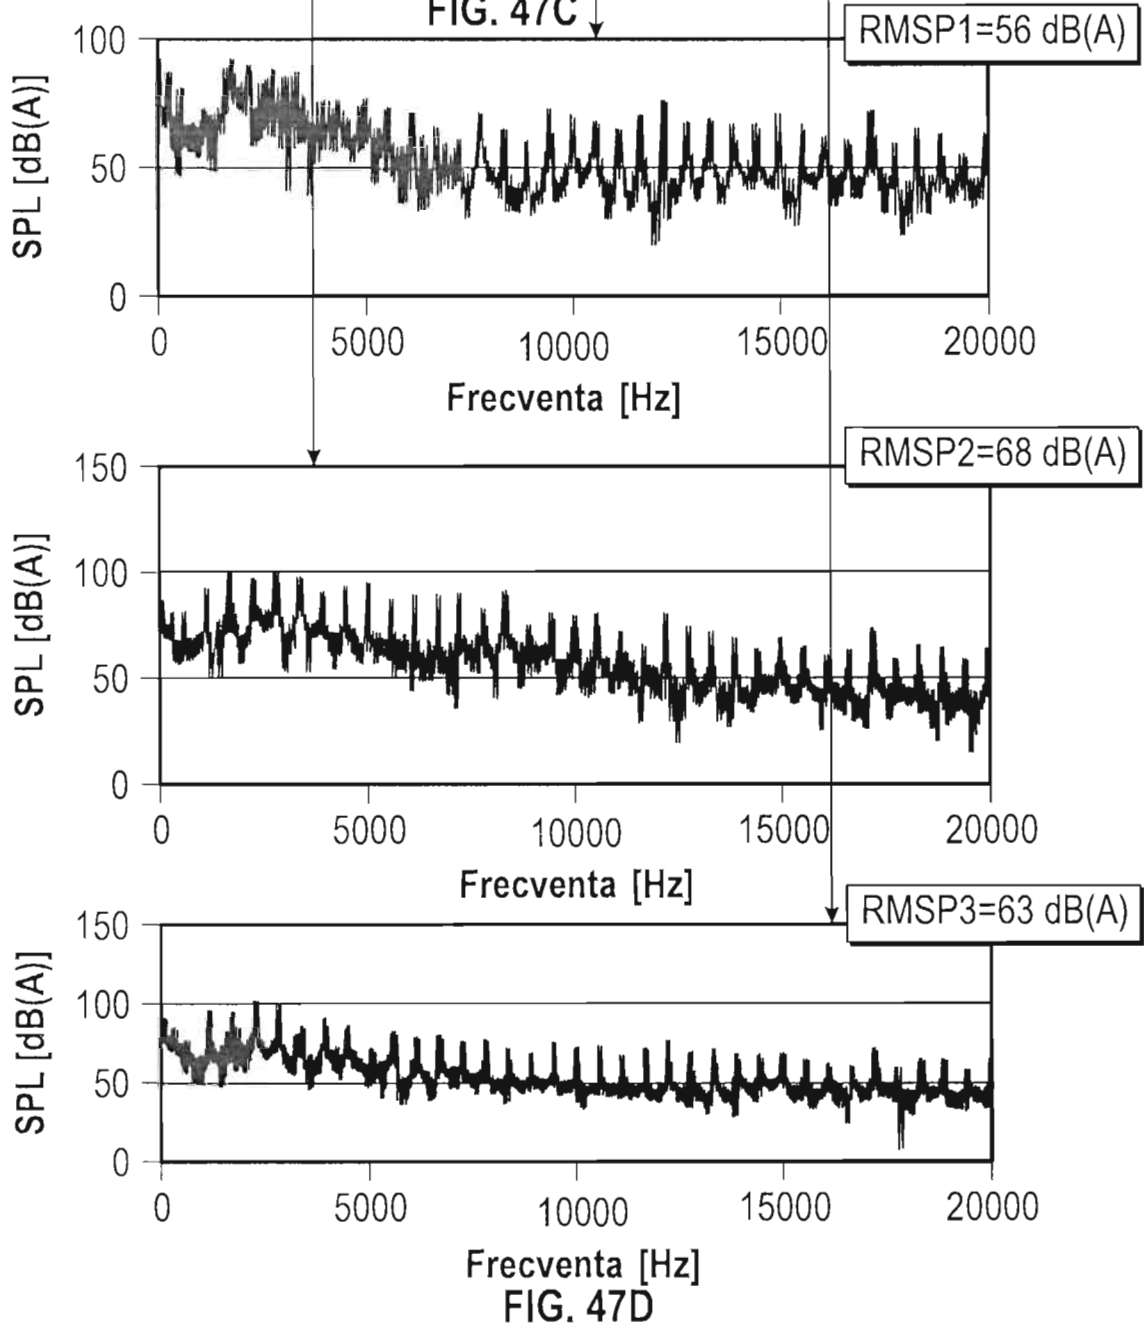 FIG. 47C
RMSP1=56 dB(A)
SPL [dB(A)]
100
50
0
0 5000 10000 15000 20000
Frecventa [Hz]
RMSP2=68 dB(A)
SPL [dB(A)]
150
100
50
0
0 5000 10000 15000 20000
Frecventa [Hz]
RMSP3=63 dB(A)
SPL [dB(A)]
150
100
50
0
0 5000 10000 15000 20000
Frecventa [Hz]
FIG. 47D